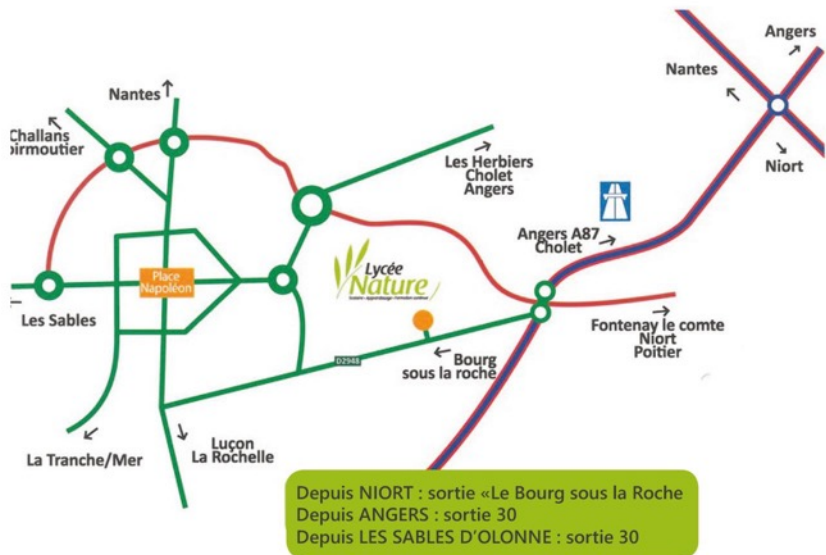 Angers
Nantes
Niort
Nantes
Challans
oirmoutier
Les Herbiers
Cholet
Angers
Angers A87
Cholet
Lycée
Nature
Place
Napoléon
Les Sables
Fontenay le comte
Niort
Poitier
D2948
Bourg
sous la roche
La Tranche/Mer
Luçon
La Rochelle
Depuis NIORT : sortie «Le Bourg sous la Roche
Depuis ANGERS : sortie 30
Depuis LES SABLES D'OLONNE : sortie 30